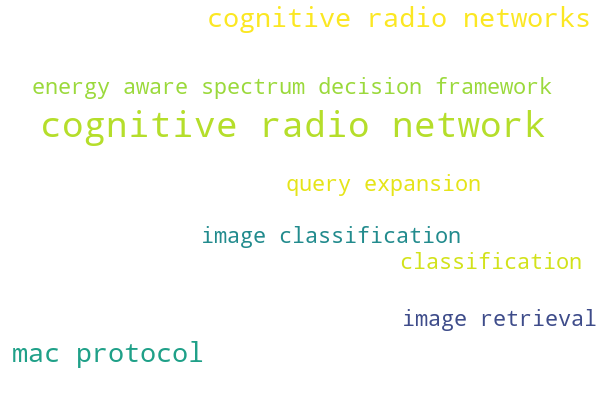 cognitive radio networks
energy aware spectrum decision framework
cognitive radio network
query expansion
image classification
classification
image retrieval
mac protocol